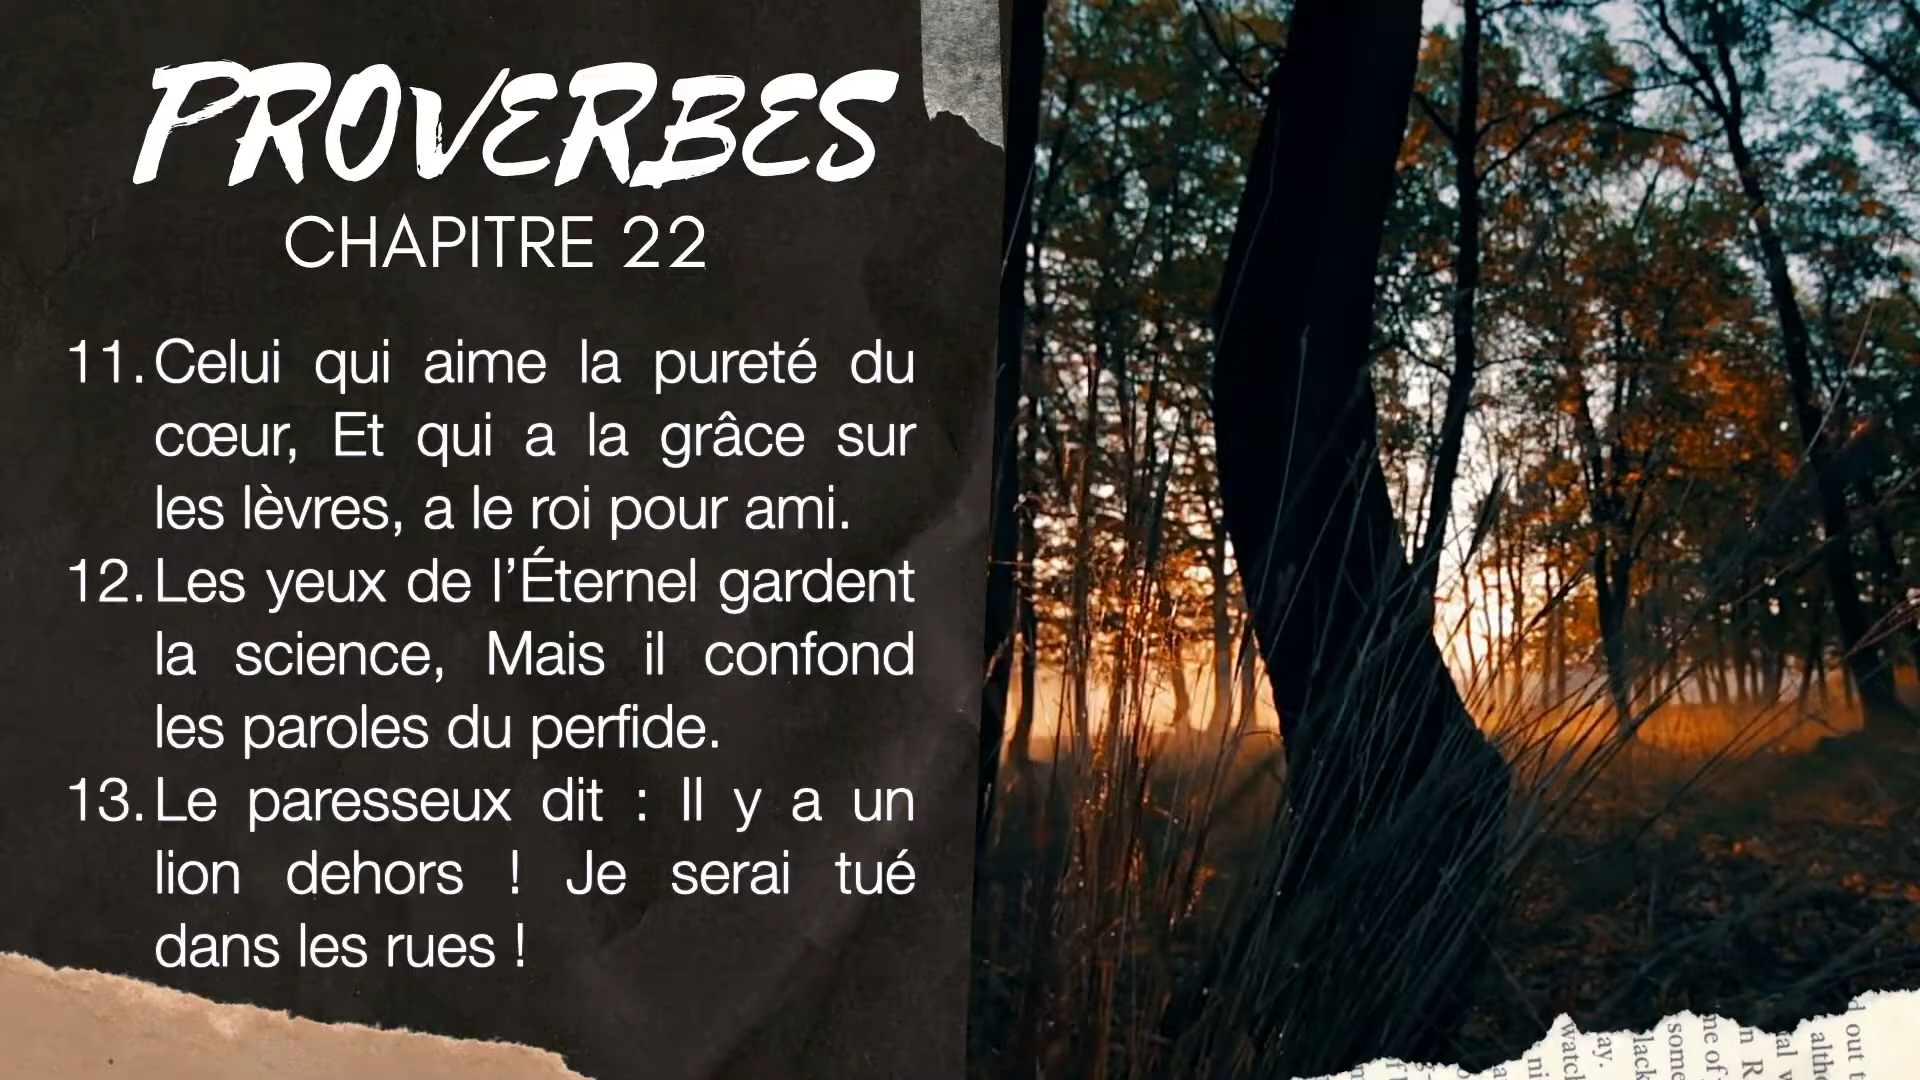 PROVERBES
CHAPITRE 22
11. Celui qui aime la pureté du
cœur, Et qui a la grâce sur
les lèvres, a le roi pour ami.
12. Les yeux de l’Éternel gardent
la science, Mais il confond
les paroles du perfide.
13. Le paresseux dit : Il y a un
lion dehors ! Je serai tué
dans les rues !